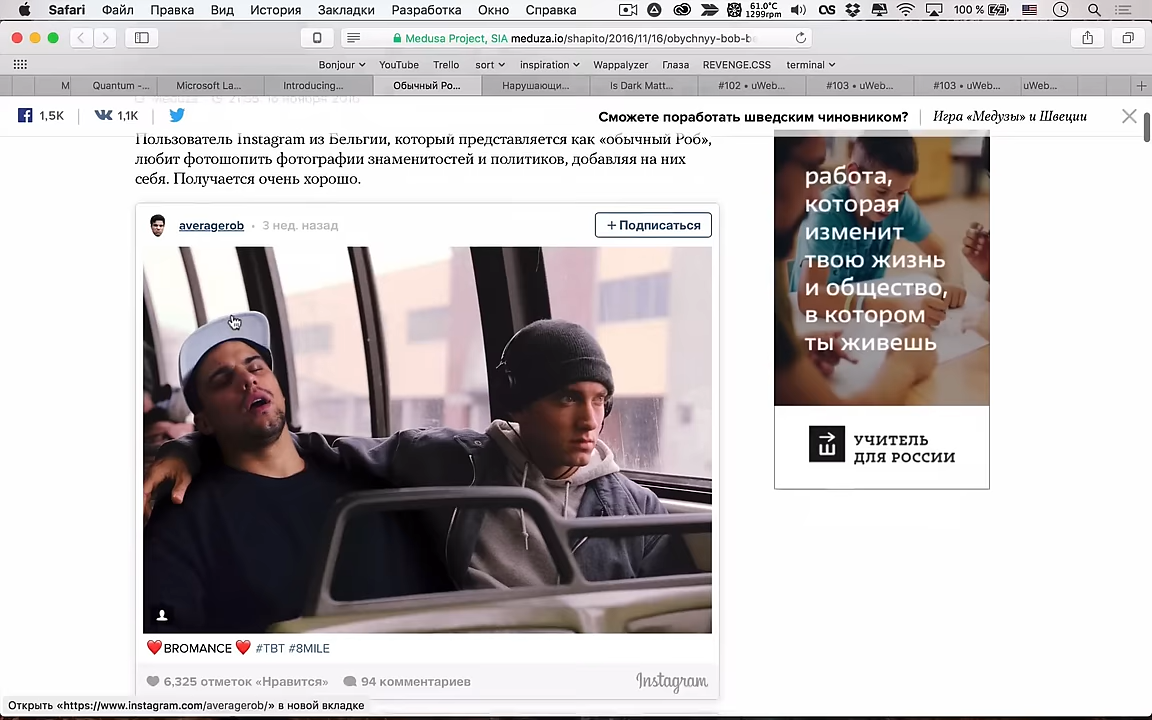 Safari Файл Правка Вид История Закладки Разработка Окно Справка
61.0°C
1299rpm
100 %
Medusa Project, SIA meduza.io/shapito/2016/11/16/obychnyy-bob-b
Bonjour YouTube Trello sort inspiration Wappalyzer Глаза REVENGE.CSS terminal
M Quantum -... Microsoft La... Introducing... Обычный Ро... Нарушающи... Is Dark Matt... #102 • uWeb... #103 • uWeb... #103 • uWeb... uWeb...
1,5K 1,1K Сможете поработать шведским чиновником? Игра «Медузы» и Швеции
Пользователь Instagram из Бельгии, который представляется как «обычный Роб»,
любит фотошопить фотографии знаменитостей и политиков, добавляя на них
себя. Получается очень хорошо.
averagerob • 3 нед. назад
+ Подписаться
BROMANCE #TBT #8MILE
6,325 отметок «Нравится» 94 комментариев Instagram
работа,
которая
изменит
твою жизнь
и общество,
в котором
ты живешь
УЧИТЕЛЬ
ДЛЯ РОССИИ
Открыть «https://www.instagram.com/averagerob/» в новой вкладке